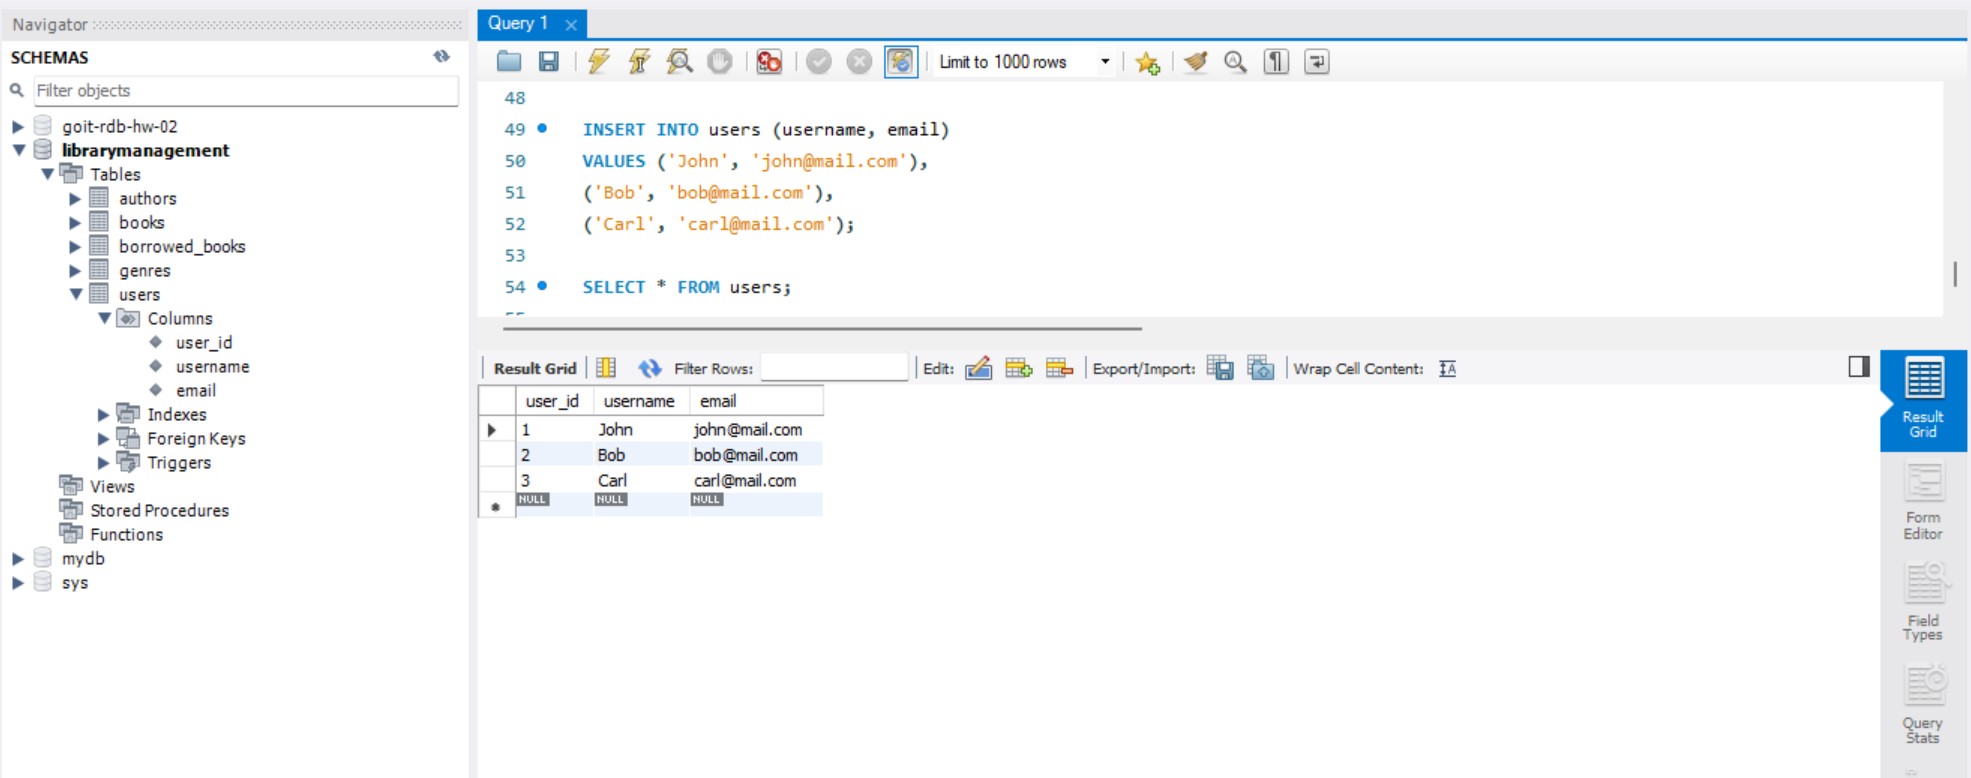 Navigator
SCHEMAS
Filter objects
goit-rdb-hw-02
librarymanagement
Tables
authors
books
borrowed_books
genres
users
Columns
user_id
username
email
Indexes
Foreign Keys
Triggers
Views
Stored Procedures
Functions
mydb
sys
Query 1
Limit to 1000 rows
48
49 INSERT INTO users (username, email)
50 VALUES ('John', 'john@mail.com'),
51 ('Bob', 'bob@mail.com'),
52 ('Carl', 'carl@mail.com');
53
54 SELECT * FROM users;
Result Grid Filter Rows: Edit: Export/Import: Wrap Cell Content:
user_id username email
1 John john@mail.com
2 Bob bob@mail.com
3 Carl carl@mail.com
NULL NULL NULL
Result
Grid
Form
Editor
Field
Types
Query
Stats